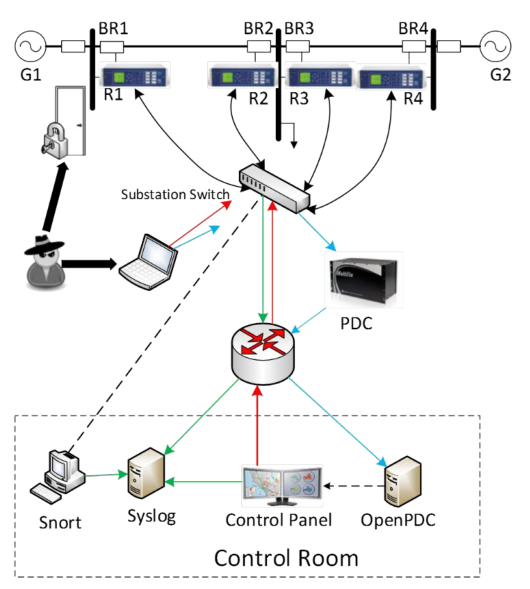 BR1 BR2 BR3 BR4
G1 G2
R1 R2 R3 R4
Substation Switch
MultiFlix
PDC
Snort Syslog Control Panel OpenPDC
Control Room